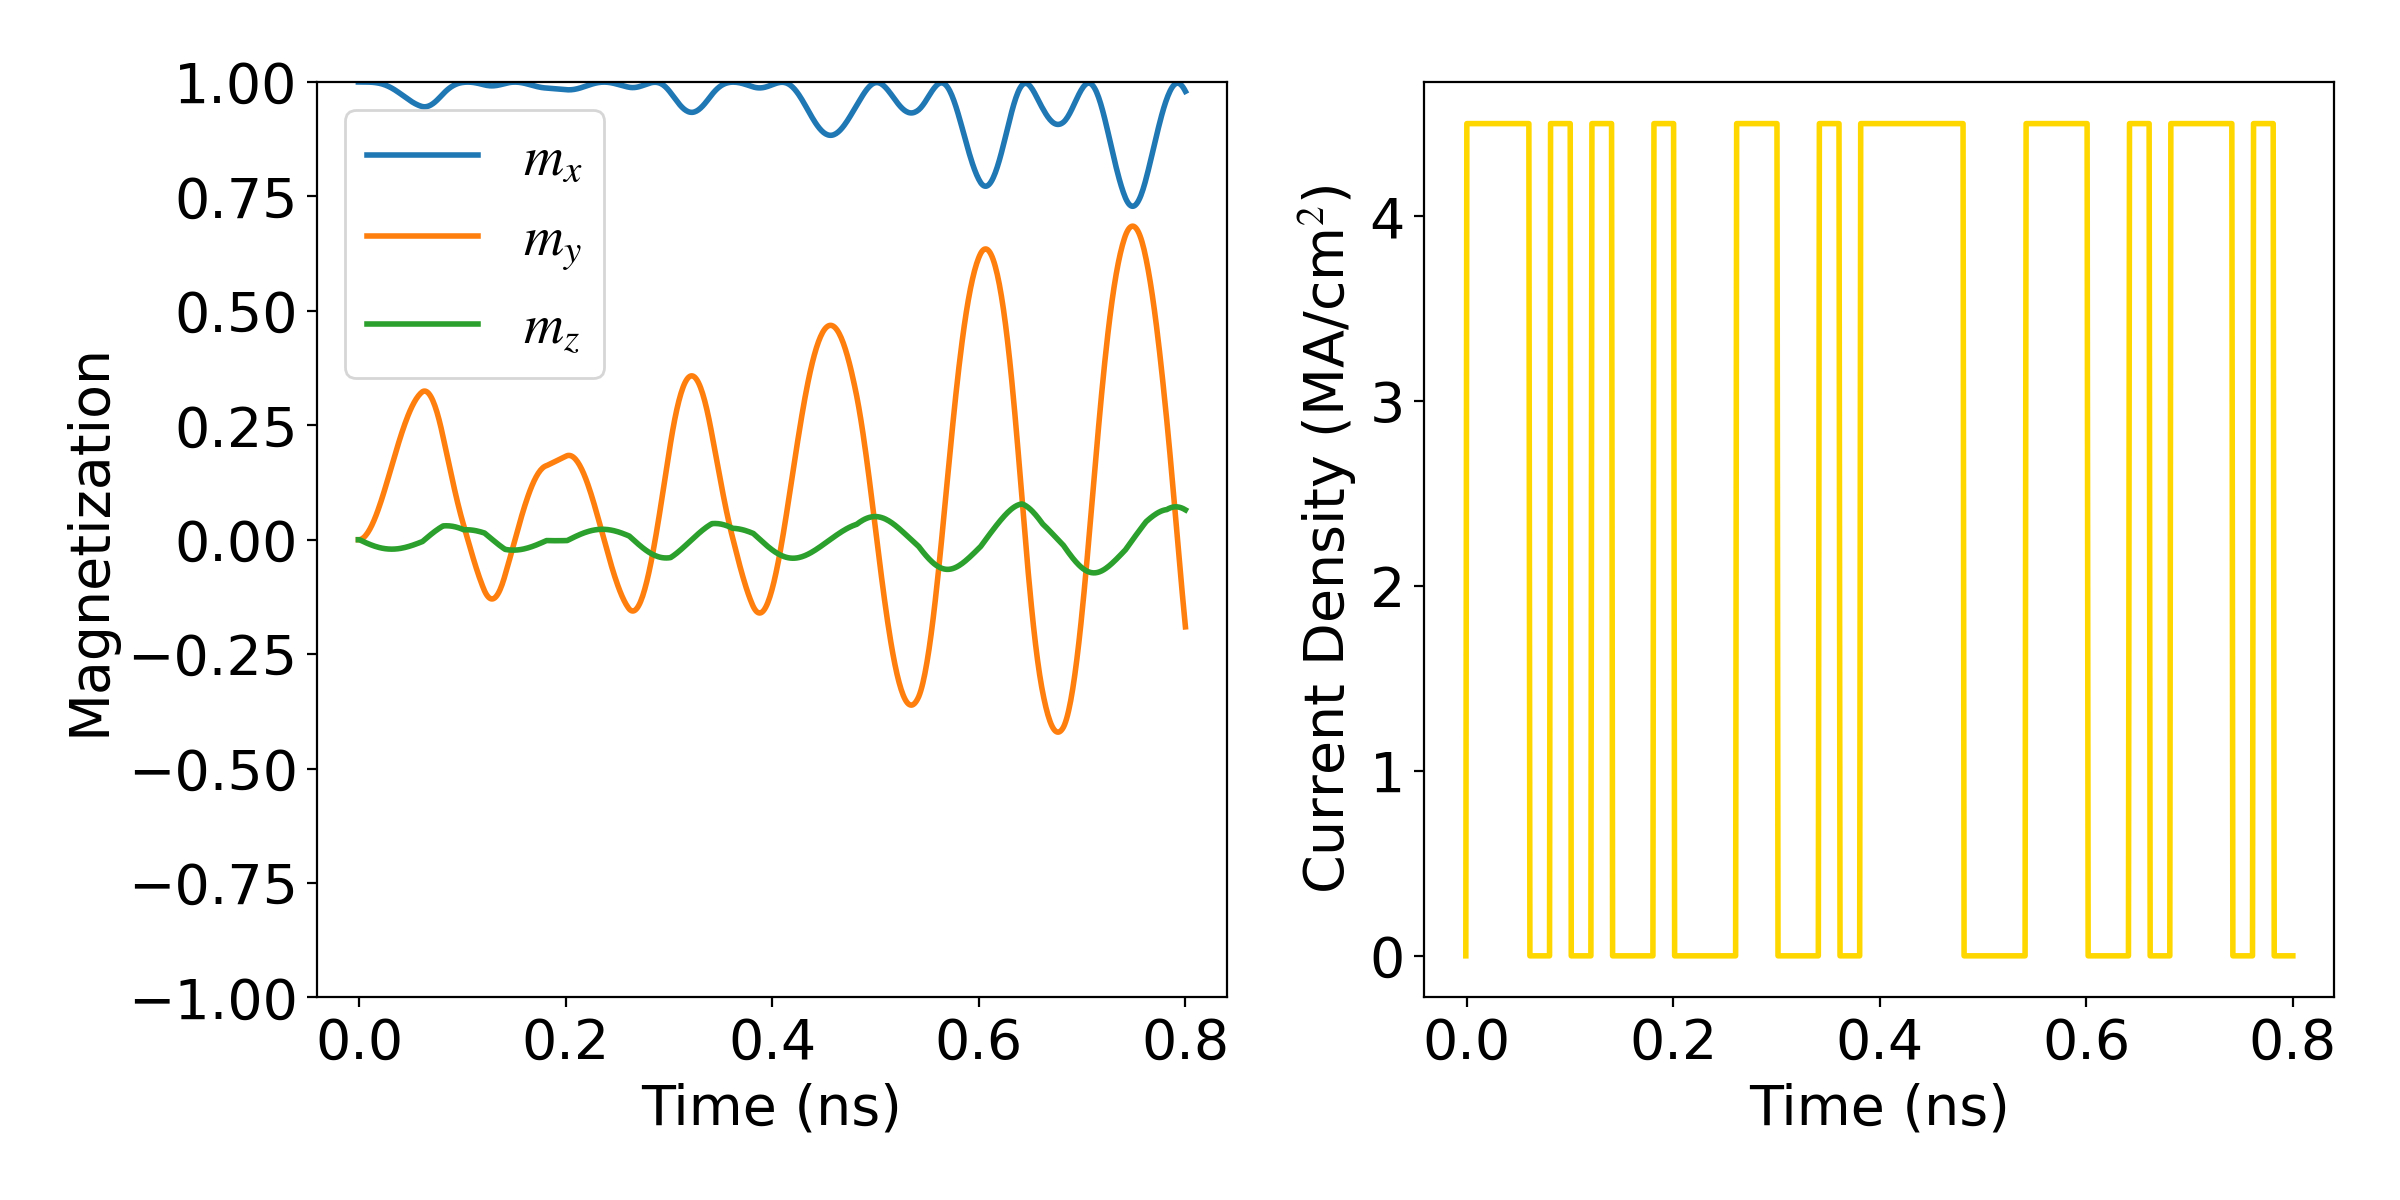 1.00
0.75
0.50
0.25
0.00
−0.25
−0.50
−0.75
−1.00
Magnetization
m_x
m_y
m_z
0.0 0.2 0.4 0.6 0.8
Time (ns)
4
3
2
1
0
Current Density (MA/cm²)
0.0 0.2 0.4 0.6 0.8
Time (ns)